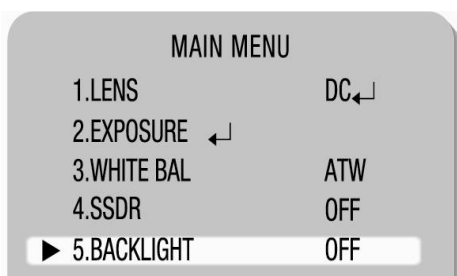 MAIN MENU
1.LENS DC↵
2.EXPOSURE ↵
3.WHITE BAL ATW
4.SSDR OFF
▶ 5.BACKLIGHT OFF